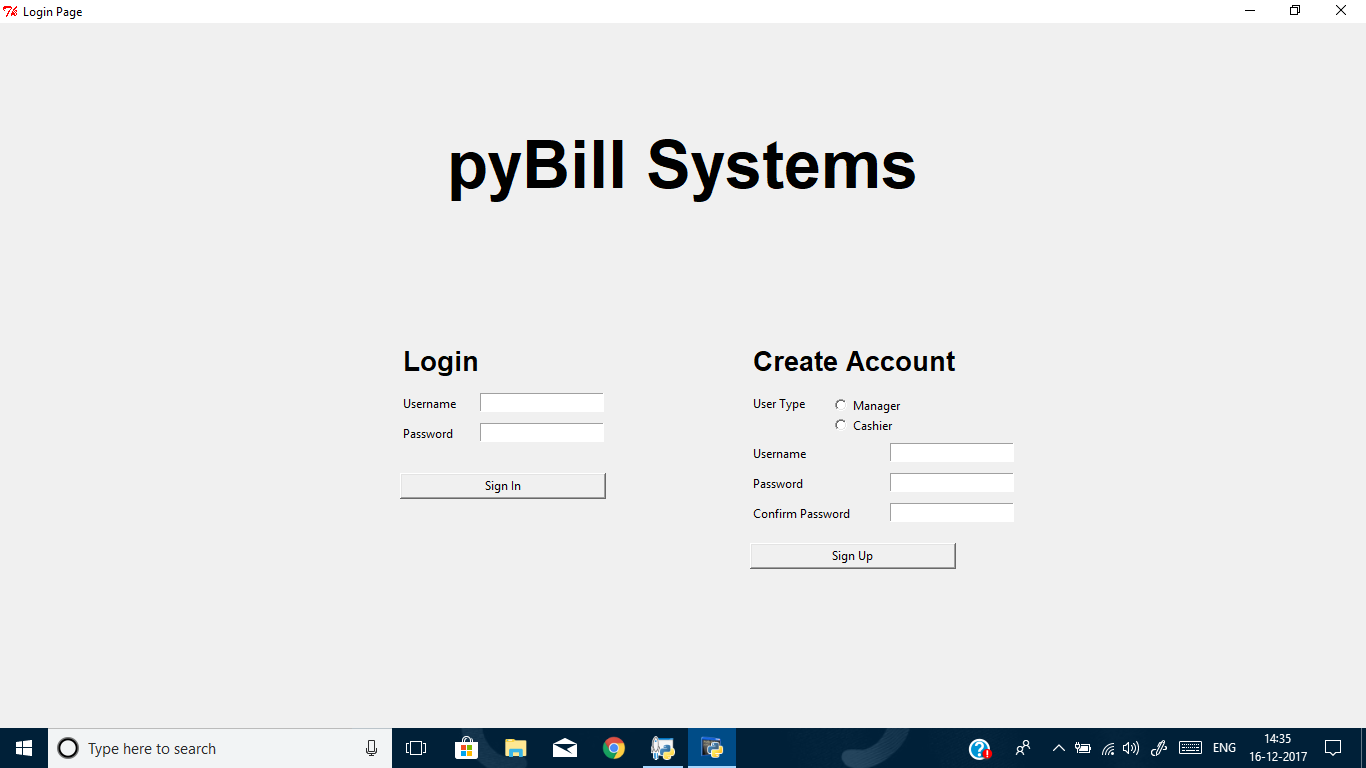 Login Page
pyBill Systems
Login
Username
Password
Sign In
Create Account
User Type
Manager
Cashier
Username
Password
Confirm Password
Sign Up
Type here to search
ENG
14:35
16-12-2017